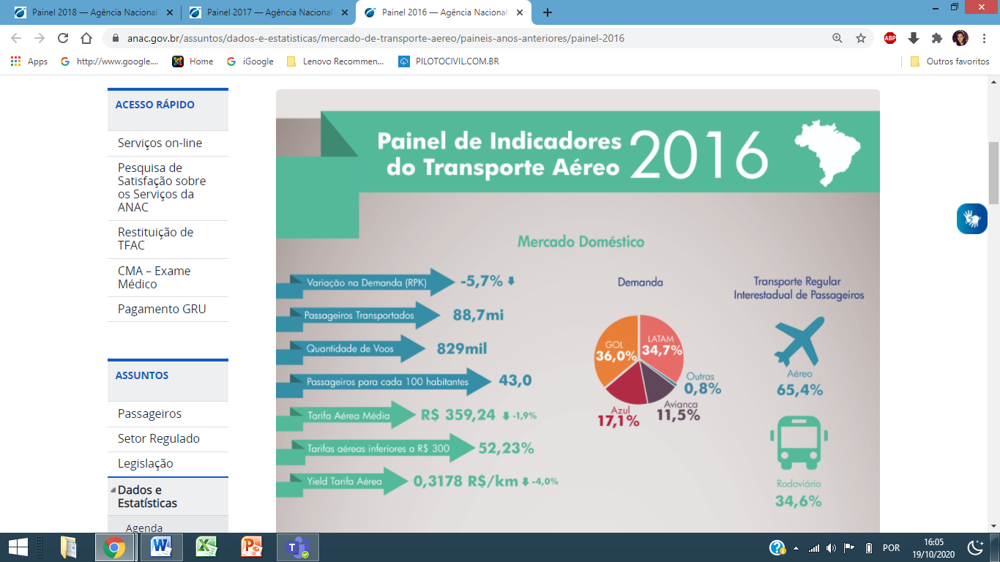 Painel 2018 — Agência Nacional
Painel 2017 — Agência Nacional
Painel 2016 — Agência Nacional
anac.gov.br/assuntos/dados-e-estatisticas/mercado-de-transporte-aereo/paineis-anos-anteriores/painel-2016
ABP
Apps
http://www.google....
Home
iGoogle
Lenovo Recommen...
PILOTOCIVIL.COM.BR
Outros favoritos
ACESSO RÁPIDO
Serviços on-line
Pesquisa de
Satisfação sobre
os Serviços da
ANAC
Restituição de
TFAC
CMA – Exame
Médico
Pagamento GRU
ASSUNTOS
Passageiros
Setor Regulado
Legislação
Dados e
Estatísticas
Agenda
Painel de Indicadores
do Transporte Aéreo
2016
Mercado Doméstico
Variação na Demanda (RPK) -5,7%
Passageiros Transportados 88,7mi
Quantidade de Voos 829mil
Passageiros para cada 100 habitantes 43,0
Tarifa Aérea Média R$ 359,24 -1,9%
Tarifas aéreas inferiores a R$ 300 52,23%
Yield Tarifa Aérea 0,3178 R$/km -4,0%
Demanda
GOL
36,0%
LATAM
34,7%
Outras
0,8%
Avianca
11,5%
Azul
17,1%
Transporte Regular
Interestadual de Passageiros
Aéreo
65,4%
Rodoviário
34,6%
POR
16:05
19/10/2020